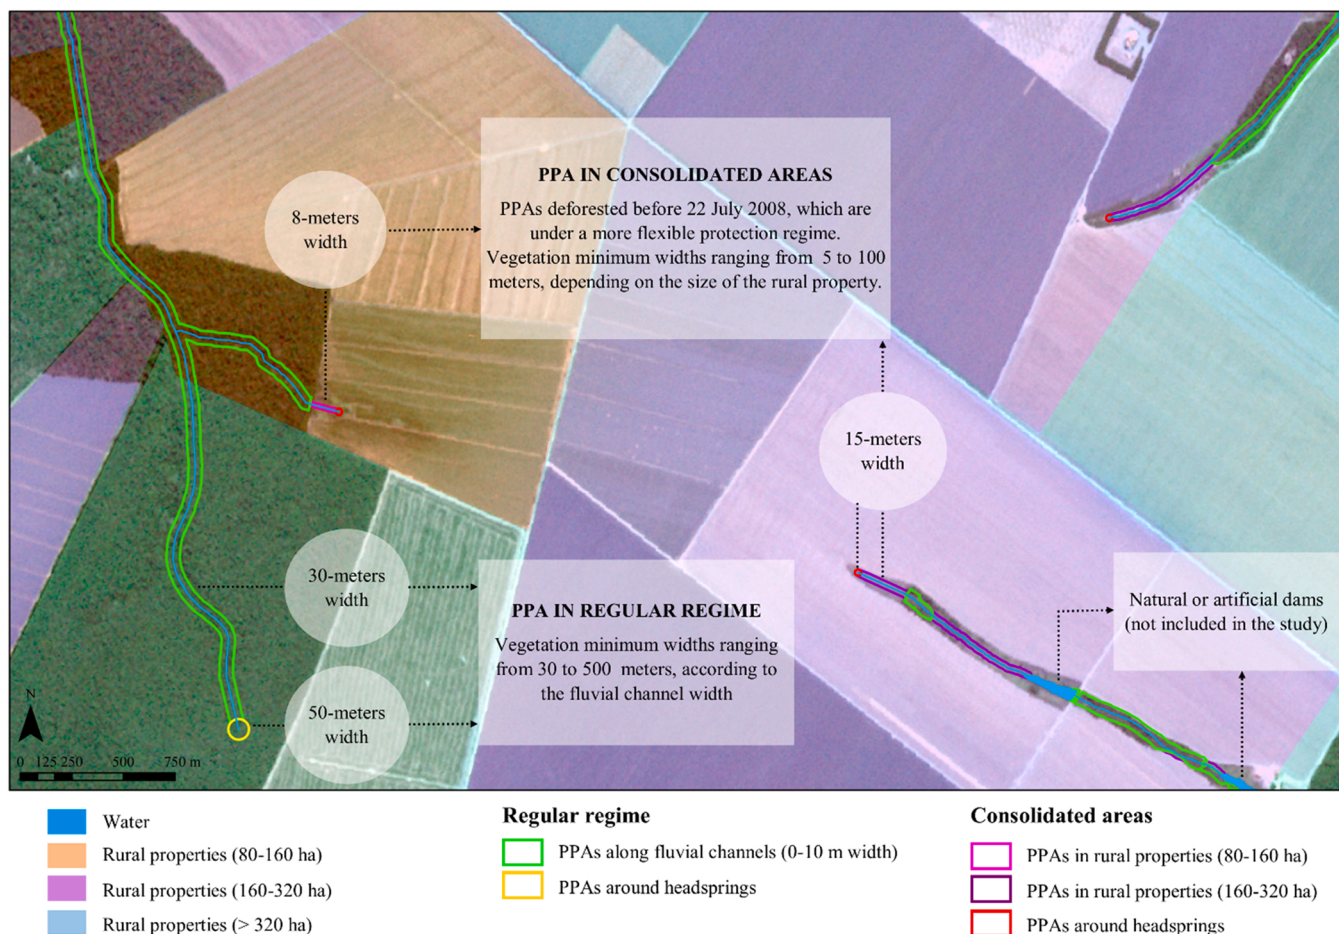 PPA IN CONSOLIDATED AREAS
PPAs deforested before 22 July 2008, which are
under a more flexible protection regime.
Vegetation minimum widths ranging from 5 to 100
meters, depending on the size of the rural property.
8-meters
width
15-meters
width
30-meters
width
PPA IN REGULAR REGIME
Vegetation minimum widths ranging
from 30 to 500 meters, according to
the fluvial channel width
Natural or artificial dams
(not included in the study)
50-meters
width
N
0 125 250 500 750 m
Water
Rural properties (80-160 ha)
Rural properties (160-320 ha)
Rural properties (> 320 ha)
Regular regime
PPAs along fluvial channels (0-10 m width)
PPAs around headsprings
Consolidated areas
PPAs in rural properties (80-160 ha)
PPAs in rural properties (160-320 ha)
PPAs around headsprings